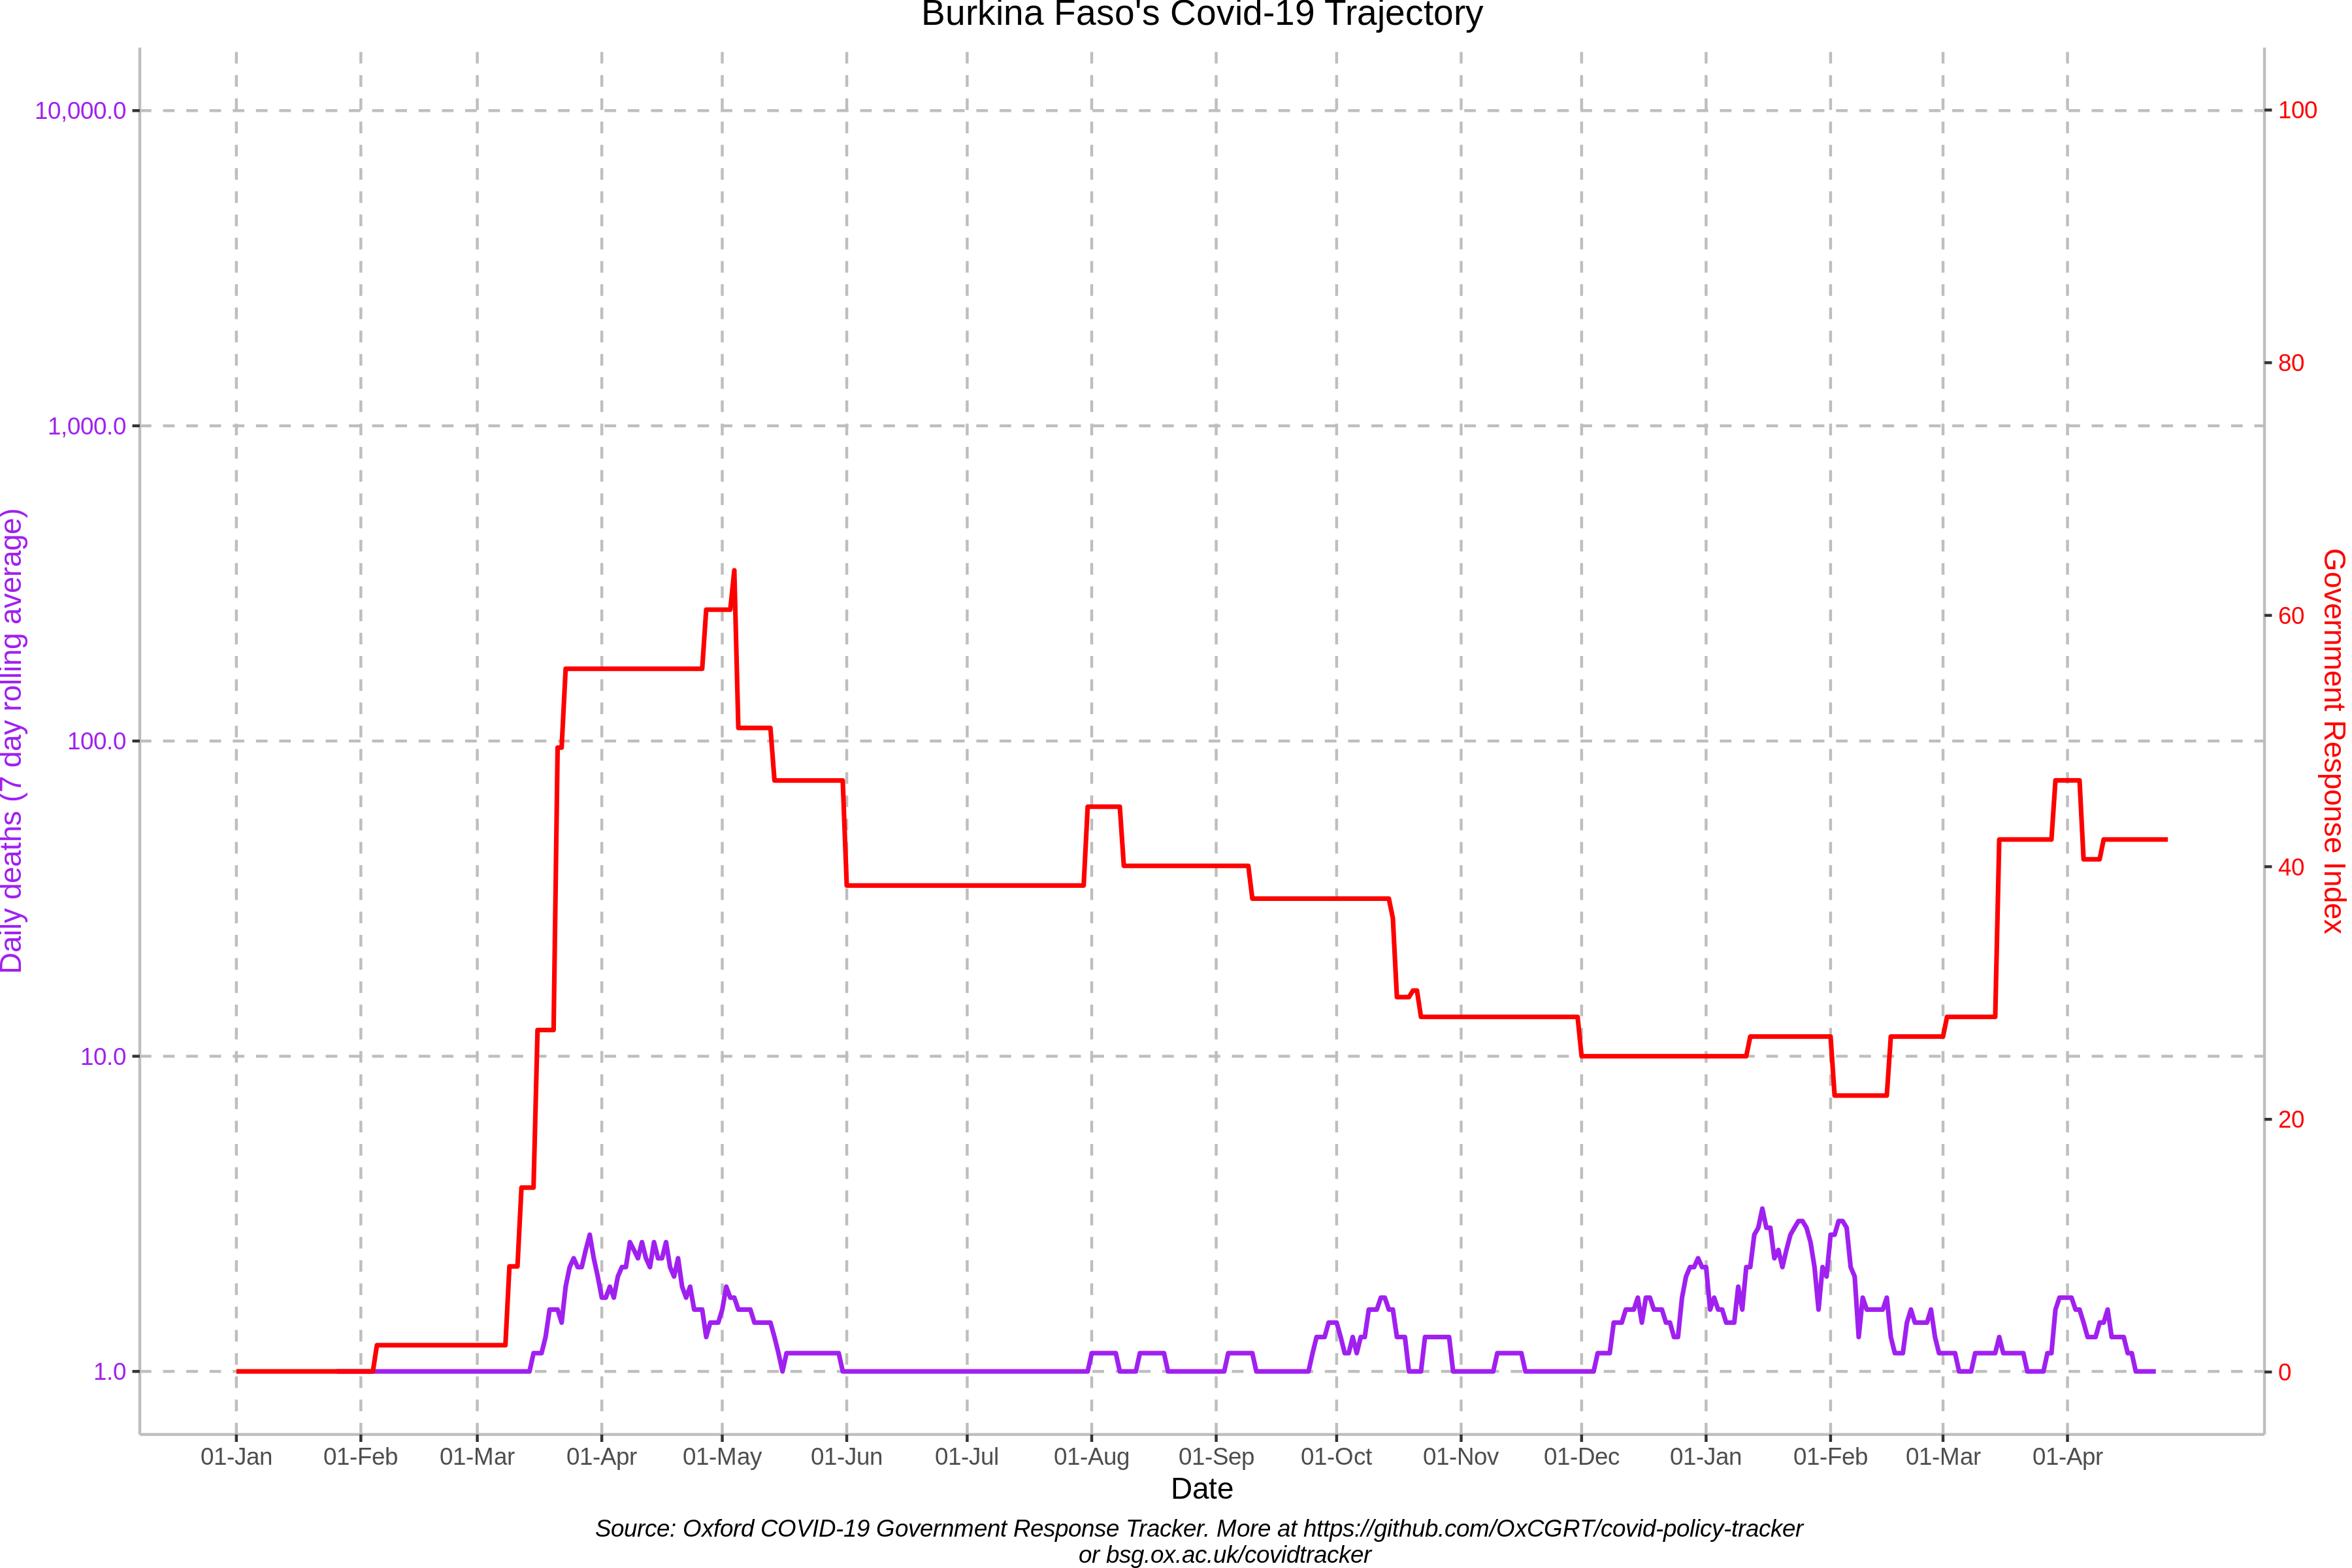 Burkina Faso's Covid-19 Trajectory
10,000.0
1,000.0
100.0
10.0
1.0
Daily deaths (7 day rolling average)
100
80
60
40
20
0
Government Response Index
01-Jan
01-Feb
01-Mar
01-Apr
01-May
01-Jun
01-Jul
01-Aug
01-Sep
01-Oct
01-Nov
01-Dec
01-Jan
01-Feb
01-Mar
01-Apr
Date
Source: Oxford COVID-19 Government Response Tracker. More at https://github.com/OxCGRT/covid-policy-tracker
or bsg.ox.ac.uk/covidtracker